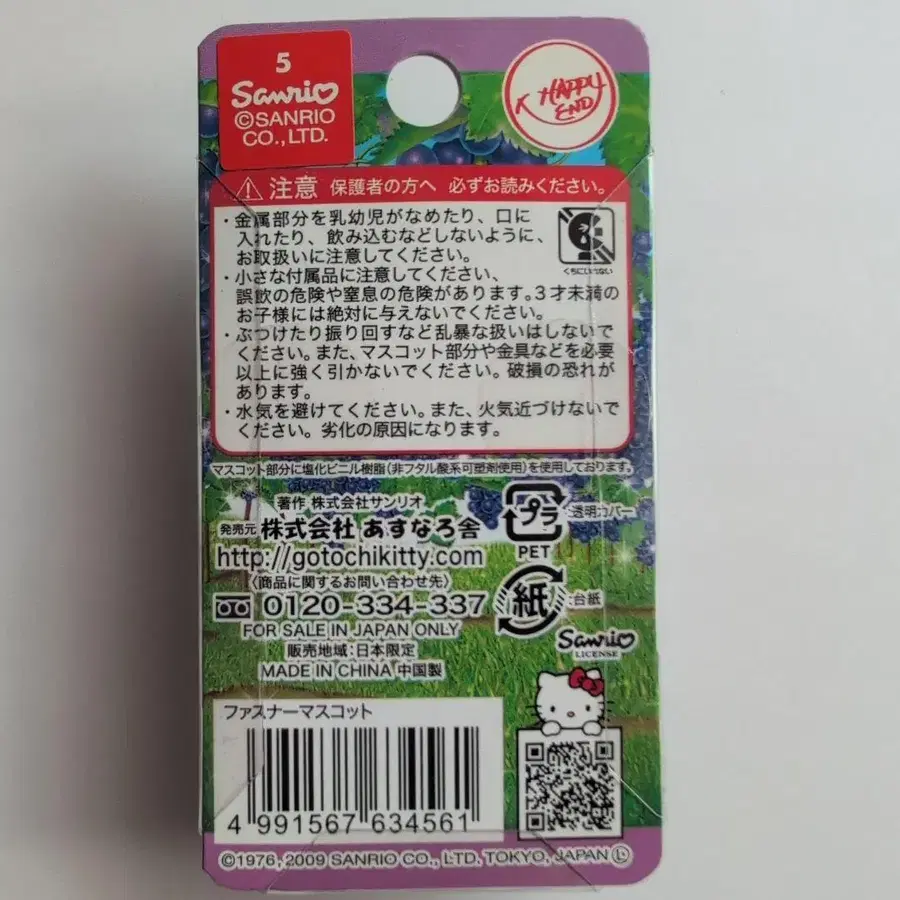 5
Sanrio
©SANRIO
CO., LTD.
HAPPY
END
注意 保護者の方へ 必ずお読みください。
・金属部分を乳幼児がなめたり、口に
入れたり、飲み込むなどしないように、
お取扱いに注意してください。
くちにいれない
・小さな付属品に注意してください、
誤飲の危険や窒息の危険があります。3才未満の
お子様には絶対に与えないでください。
・ぶつけたり振り回すなど乱暴な扱いはしないで
ください。また、マスコット部分や金具などを必要
以上に強く引かないでください。破損の恐れが
あります。
・水気を避けてください。また、火気近づけないで
ください。劣化の原因になります。
マスコット部分に塩化ビニル樹脂(非フタル酸系可塑剤使用)を使用しております。
著作 株式会社サンリオ
発売元 株式会社 あすなろ舎
http://gotochikitty.com
〈商品に関するお問い合わせ先〉
0120-334-337
FOR SALE IN JAPAN ONLY
販売地域:日本限定
MADE IN CHINA 中国製
プラ
:透明カバー
PET
紙
:台紙
Sanrio
LICENSE
ファスナーマスコット
4 991567 634561
©1976, 2009 SANRIO CO., LTD. TOKYO, JAPAN Ⓛ